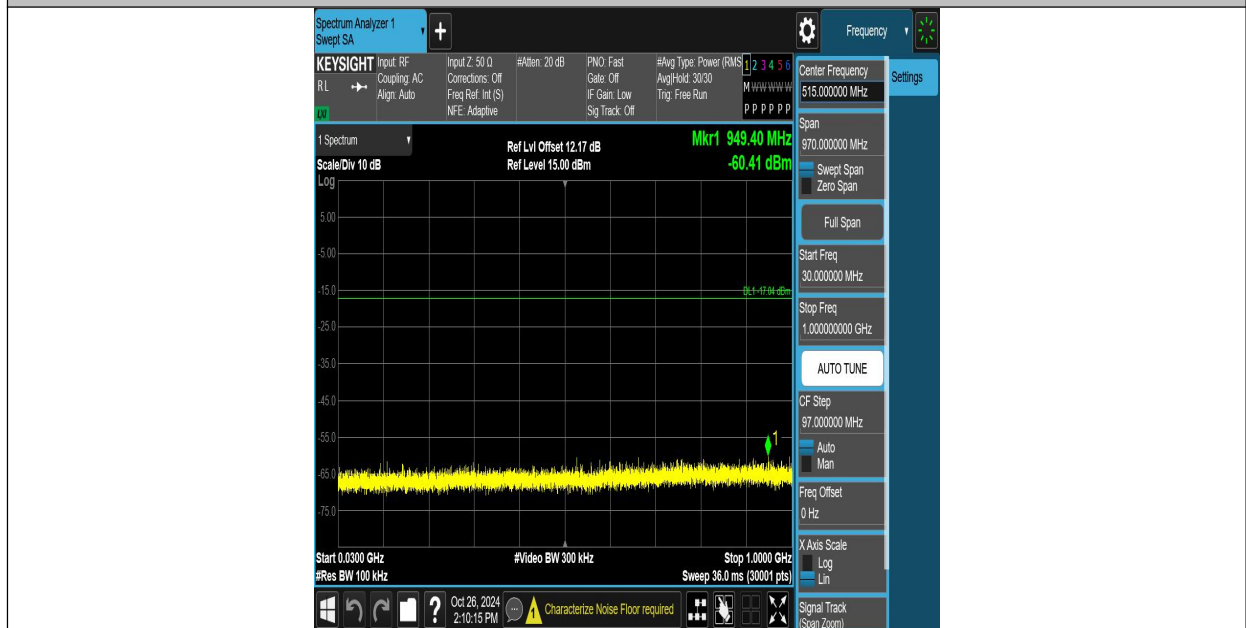 Spectrum Analyzer 1
Swept SA
+
Frequency
KEYSIGHT
RL
Input: RF
Coupling: AC
Align: Auto
Input Z: 50 Ω
Corrections: Off
Freq Ref: Int (S)
NFE: Adaptive
#Atten: 20 dB
PNO: Fast
Gate: Off
IF Gain: Low
Sig Track: Off
#Avg Type: Power (RMS
Avg|Hold: 30/30
Trig: Free Run
1 2 3 4 5 6
M W W W W W
P P P P P P
1 Spectrum
Scale/Div 10 dB
Ref Lvl Offset 12.17 dB
Ref Level 15.00 dBm
Mkr1 949.40 MHz
-60.41 dBm
Log
5.00
-5.00
-15.0
DL1 -17.04 dBm
-25.0
-35.0
-45.0
-55.0
1
-65.0
-75.0
Start 0.0300 GHz
#Video BW 300 kHz
Stop 1.0000 GHz
#Res BW 100 kHz
Sweep 36.0 ms (30001 pts)
Center Frequency
515.000000 MHz
Settings
Span
970.000000 MHz
Swept Span
Zero Span
Full Span
Start Freq
30.000000 MHz
Stop Freq
1.000000000 GHz
AUTO TUNE
CF Step
97.000000 MHz
Auto
Man
Freq Offset
0 Hz
X Axis Scale
Log
Lin
Signal Track
(Span Zoom)
?
Oct 26, 2024
2:10:15 PM
Characterize Noise Floor required